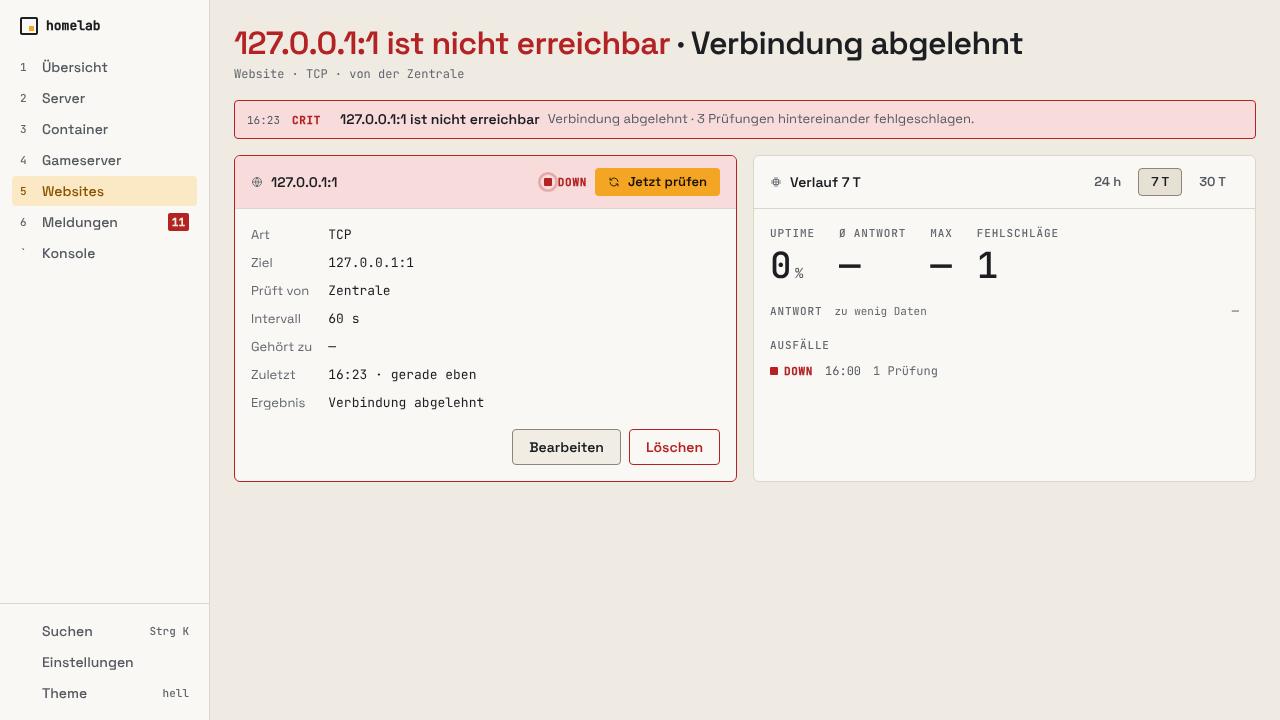 homelab
1 Übersicht
2 Server
3 Container
4 Gameserver
5 Websites
6 Meldungen 11
` Konsole
Suchen Strg K
Einstellungen
Theme hell
127.0.0.1:1 ist nicht erreichbar · Verbindung abgelehnt
Website · TCP · von der Zentrale
16:23 CRIT 127.0.0.1:1 ist nicht erreichbar Verbindung abgelehnt · 3 Prüfungen hintereinander fehlgeschlagen.
127.0.0.1:1 DOWN Jetzt prüfen
Art TCP
Ziel 127.0.0.1:1
Prüft von Zentrale
Intervall 60 s
Gehört zu —
Zuletzt 16:23 · gerade eben
Ergebnis Verbindung abgelehnt
Bearbeiten Löschen
Verlauf 7 T 24 h 7 T 30 T
UPTIME Ø ANTWORT MAX FEHLSCHLÄGE
0 % — — 1
ANTWORT zu wenig Daten —
AUSFÄLLE
DOWN 16:00 1 Prüfung